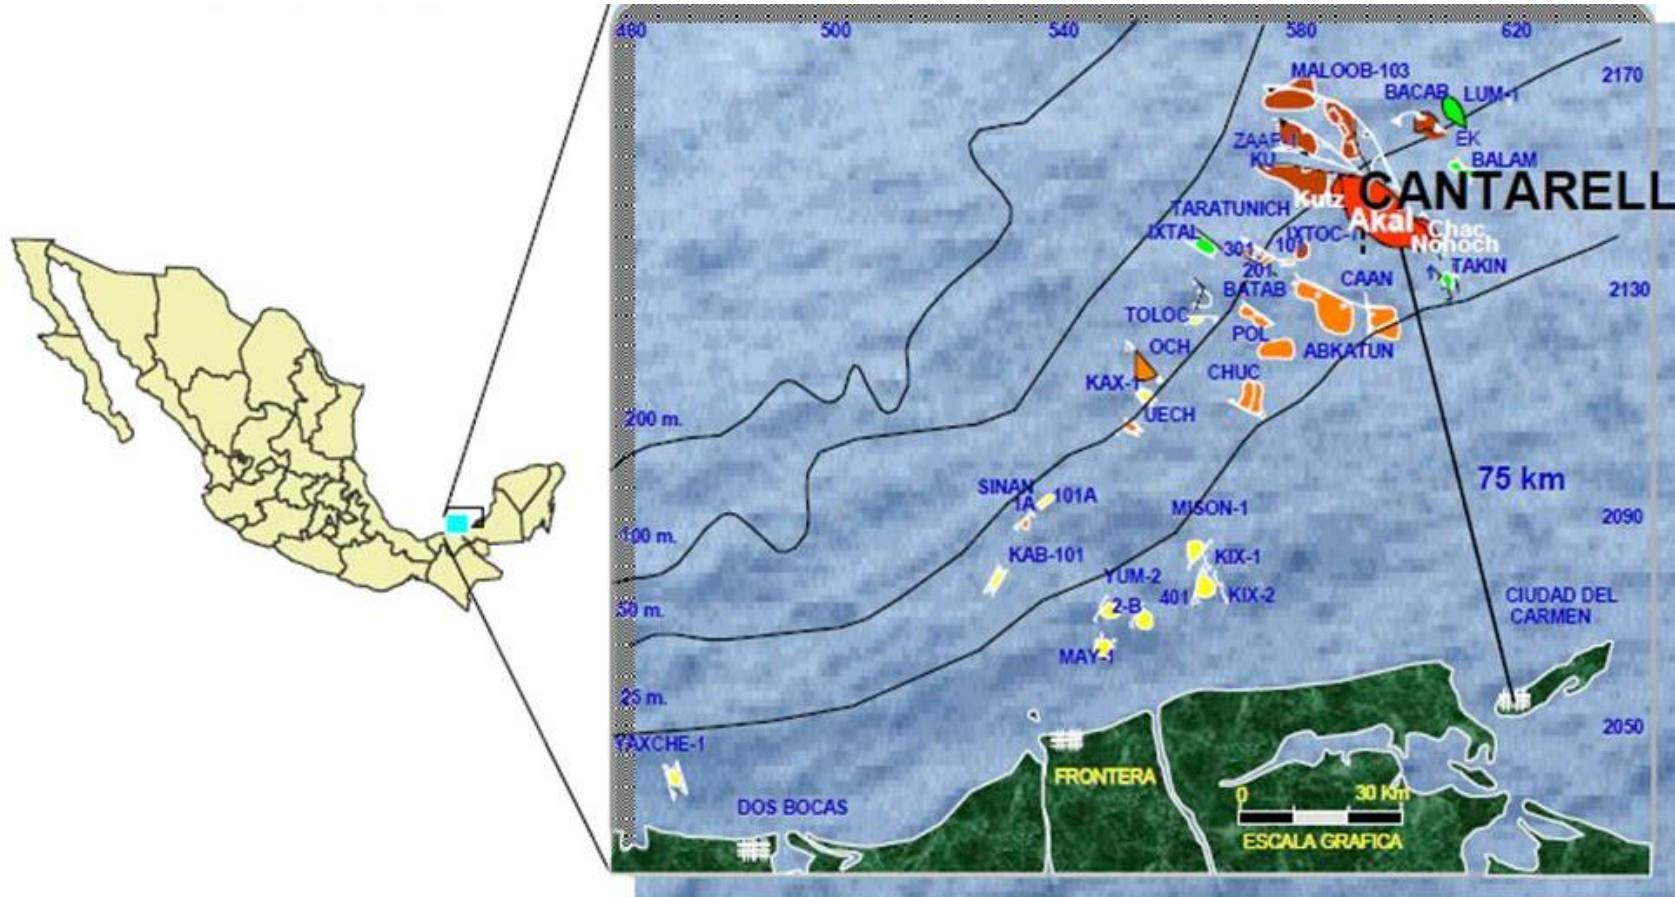 460 500 540 580 620
MALOOB-103
2170
BACAB LUM-1
ZAAP-1
EK
KU
BALAM
CANTARELL
Kutz
TARATUNICH
Akal
IXTAL
IXTOC-1
Chac
301
101
Nohoch
201
TAKIN
1
CAAN
BATAB
2130
TOLOC
POL
OCH
ABKATUN
KAX-1
CHUC
UECH
200 m.
75 km
SINAN
1A
101A
MISON-1
2090
100 m.
KAB-101
KIX-1
YUM-2
2-B
401
KIX-2
50 m.
CIUDAD DEL
CARMEN
MAY-1
25 m.
2050
YAXCHE-1
FRONTERA
DOS BOCAS
0 30 Km
ESCALA GRAFICA